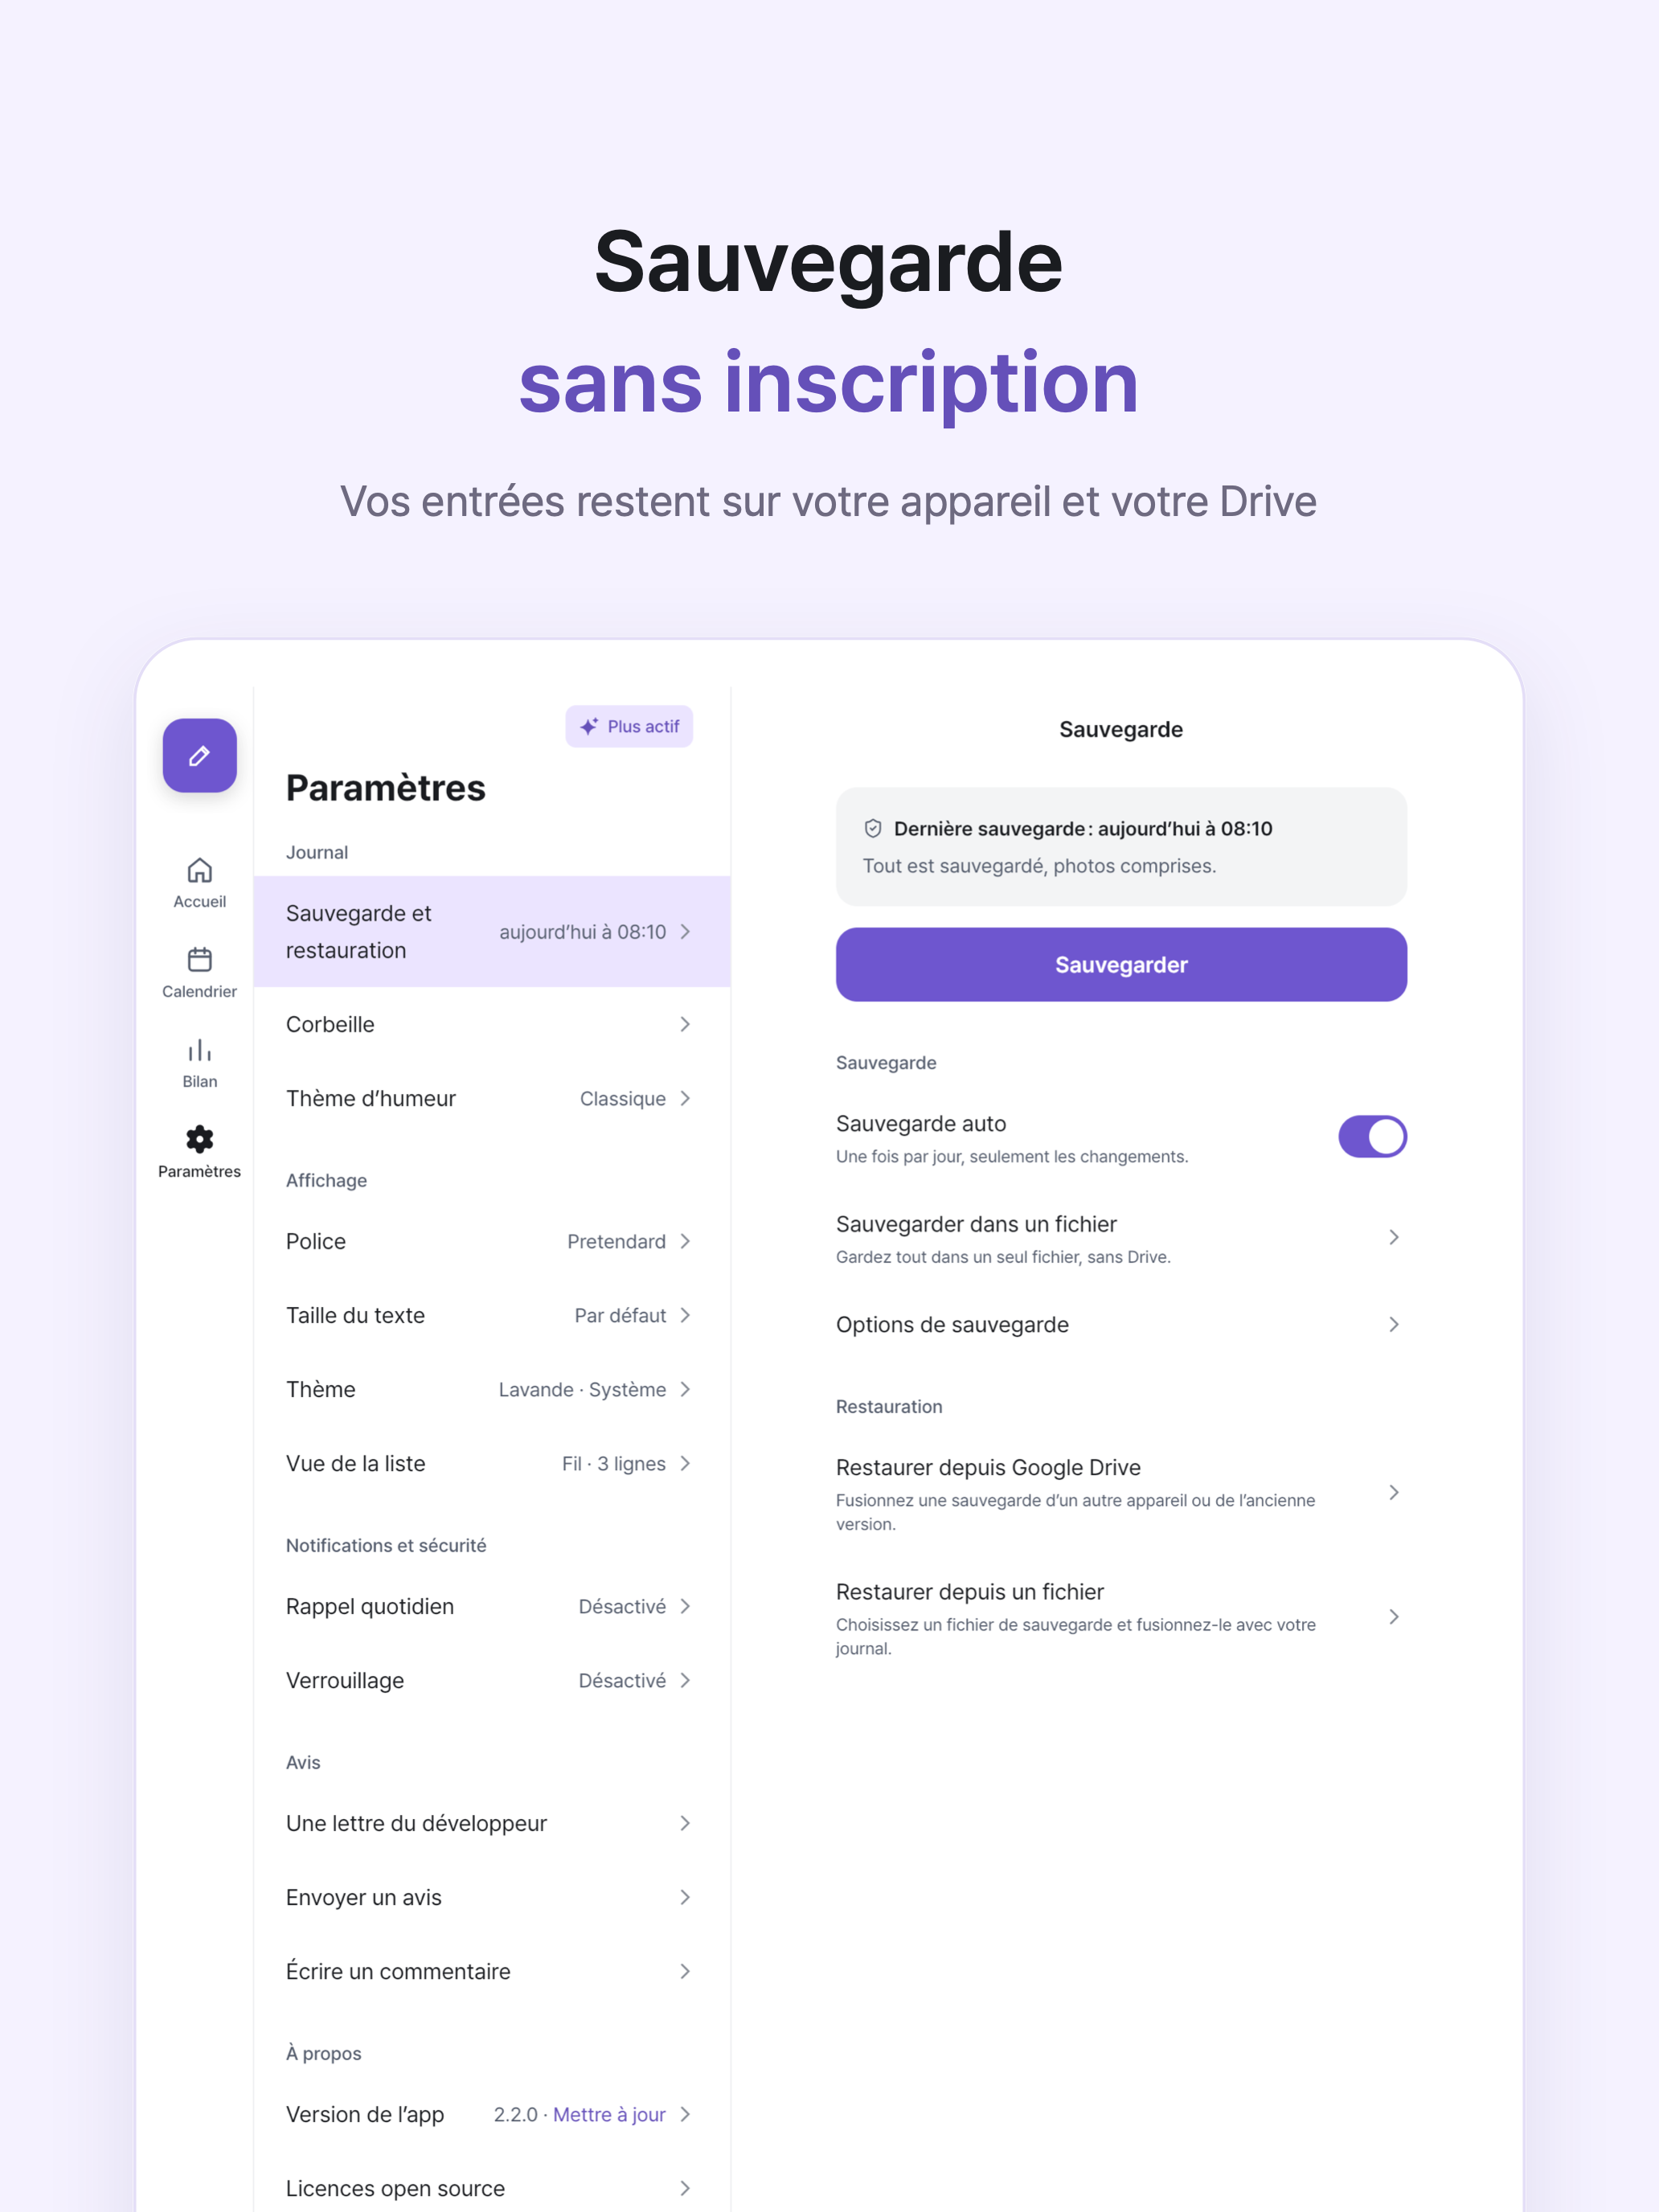 Sauvegarde
sans inscription
Vos entrées restent sur votre appareil et votre Drive
Accueil
Calendrier
Bilan
Paramètres
Plus actif
Paramètres
Journal
Sauvegarde et
restauration
aujourd’hui à 08:10
Corbeille
Thème d’humeur
Classique
Affichage
Police
Pretendard
Taille du texte
Par défaut
Thème
Lavande · Système
Vue de la liste
Fil · 3 lignes
Notifications et sécurité
Rappel quotidien
Désactivé
Verrouillage
Désactivé
Avis
Une lettre du développeur
Envoyer un avis
Écrire un commentaire
À propos
Version de l’app
2.2.0 · Mettre à jour
Licences open source
Sauvegarde
Dernière sauvegarde : aujourd’hui à 08:10
Tout est sauvegardé, photos comprises.
Sauvegarder
Sauvegarde
Sauvegarde auto
Une fois par jour, seulement les changements.
Sauvegarder dans un fichier
Gardez tout dans un seul fichier, sans Drive.
Options de sauvegarde
Restauration
Restaurer depuis Google Drive
Fusionnez une sauvegarde d’un autre appareil ou de l’ancienne
version.
Restaurer depuis un fichier
Choisissez un fichier de sauvegarde et fusionnez-le avec votre
journal.